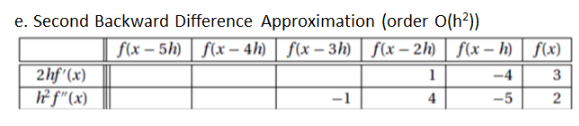 e. Second Backward Difference Approximation (order O(h²))
f(x – 5h) f(x – 4h) f(x – 3h) f(x – 2h) f(x – h) f(x)
2hf′(x) 1 –4 3
h²f″(x) –1 4 –5 2